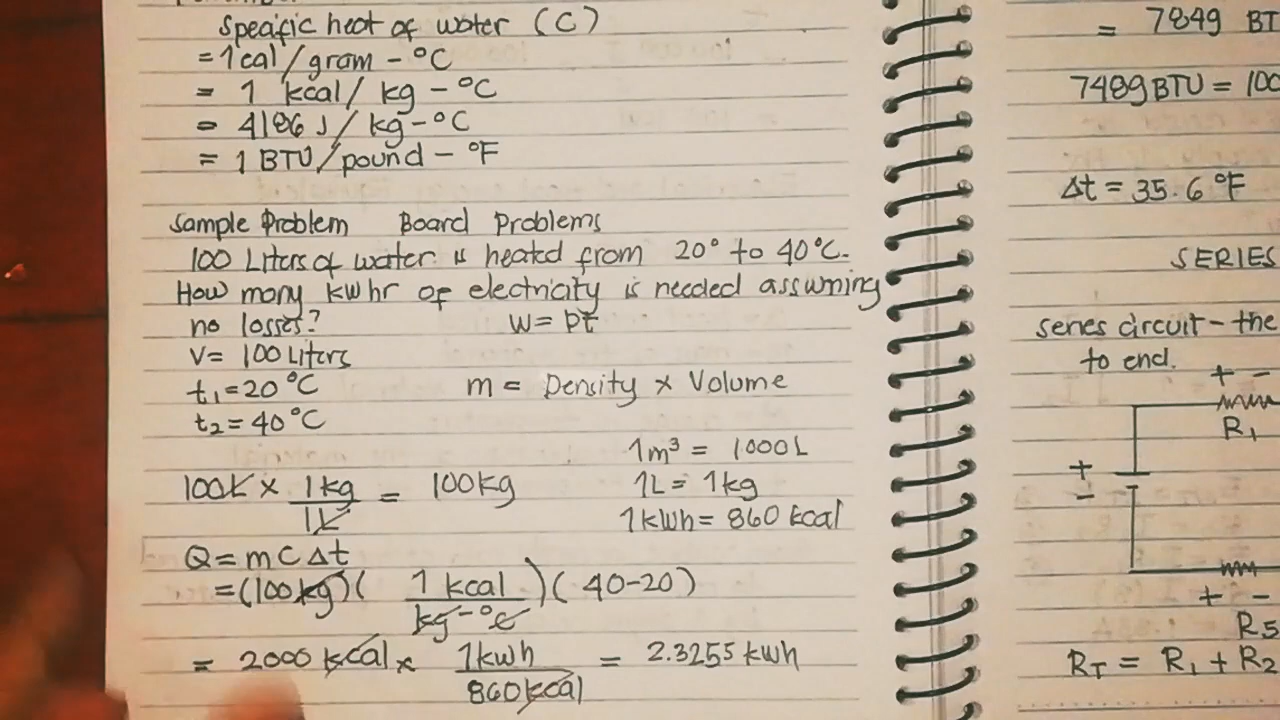 Specific heat of water (C)
= 1 cal / gram - °C
= 1 kcal / kg - °C
= 4186 J / kg - °C
= 1 BTU / pound - °F
Sample Problem Board Problems
100 Liters of water is heated from 20° to 40°C.
How many kwhr of electricity is needed assuming
no losses? W = Pt
V = 100 Liters
t₁ = 20°C m = Density x Volume
t₂ = 40°C
1m³ = 1000L
100L x 1kg / 1L = 100kg 1L = 1kg
1kwh = 860 kcal
Q = mCΔt
= (100kg)( 1 kcal / kg - °C )( 40-20)
= 2000 kcal x 1kwh / 860kcal = 2.3255 kwh
= 7849 BT
7489 BTU = 100
Δt = 35.6 °F
SERIES
series circuit - the
to end.
+ -
R₁
+
-
+ -
R5
R_T = R₁ + R₂